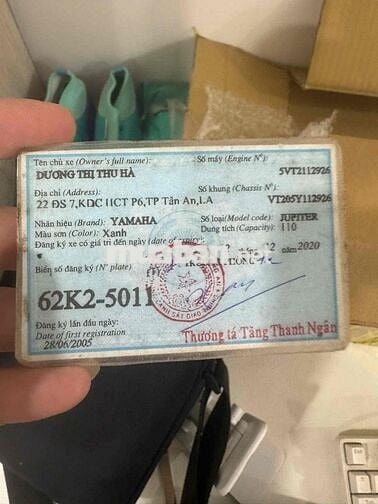 Tên chủ xe (Owner's full name):
DƯƠNG THỊ THU HÀ
Số máy (Engine Nº):
5VT2112926
Địa chỉ (Address):
22 ĐS 7,KDC IICT P6,TP Tân An,LA
Số khung (Chassis Nº):
VT205Y112926
Nhãn hiệu (Brand): YAMAHA
Số loại(Model code): JUPITER
Màu sơn (Color): Xanh
Dung tích (Capacity): 110
Đăng ký xe có giá trị đến ngày (date of
2020
Biển số đăng ký (Nº plate)
62K2-5011
Đăng ký lần đầu ngày:
Date of first registration
28/06/2005
Thượng tá Tăng Thanh Ngân